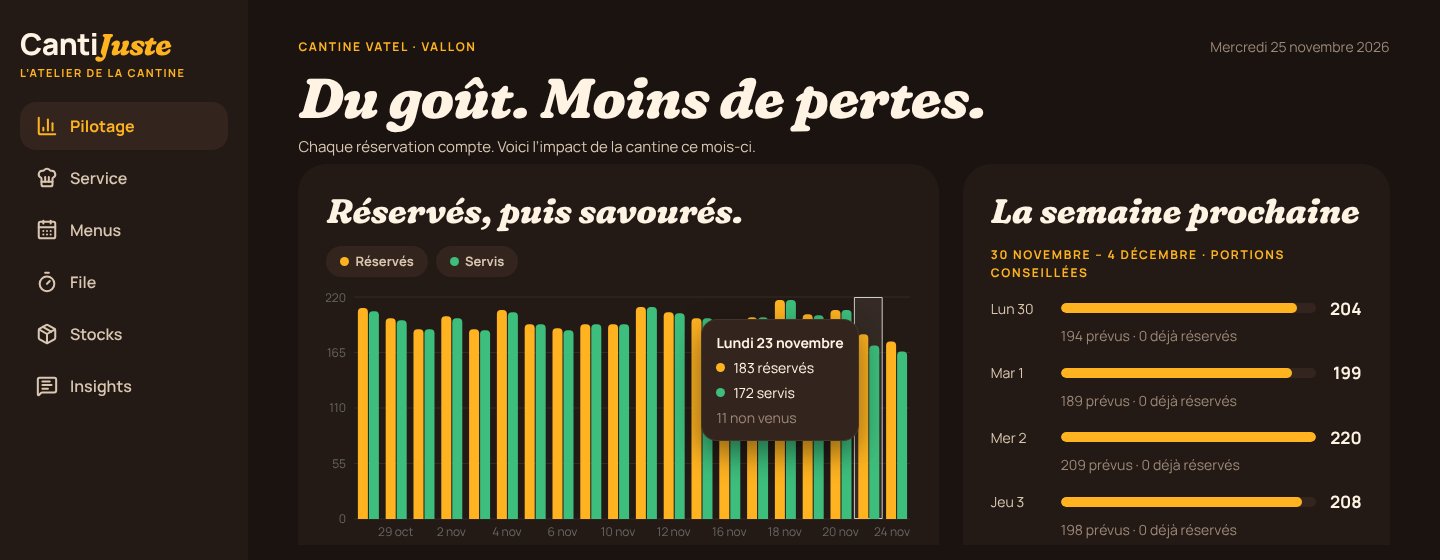 CantiJuste
L'ATELIER DE LA CANTINE
Pilotage
Service
Menus
File
Stocks
Insights
CANTINE VATEL · VALLON
Mercredi 25 novembre 2026
Du goût. Moins de pertes.
Chaque réservation compte. Voici l'impact de la cantine ce mois-ci.
Réservés, puis savourés.
Réservés
Servis
220
165
110
55
0
29 oct
2 nov
4 nov
6 nov
10 nov
12 nov
16 nov
18 nov
20 nov
24 nov
Lundi 23 novembre
183 réservés
172 servis
11 non venus
La semaine prochaine
30 NOVEMBRE – 4 DÉCEMBRE · PORTIONS
CONSEILLÉES
Lun 30
204
194 prévus · 0 déjà réservés
Mar 1
199
189 prévus · 0 déjà réservés
Mer 2
220
209 prévus · 0 déjà réservés
Jeu 3
208
198 prévus · 0 déjà réservés